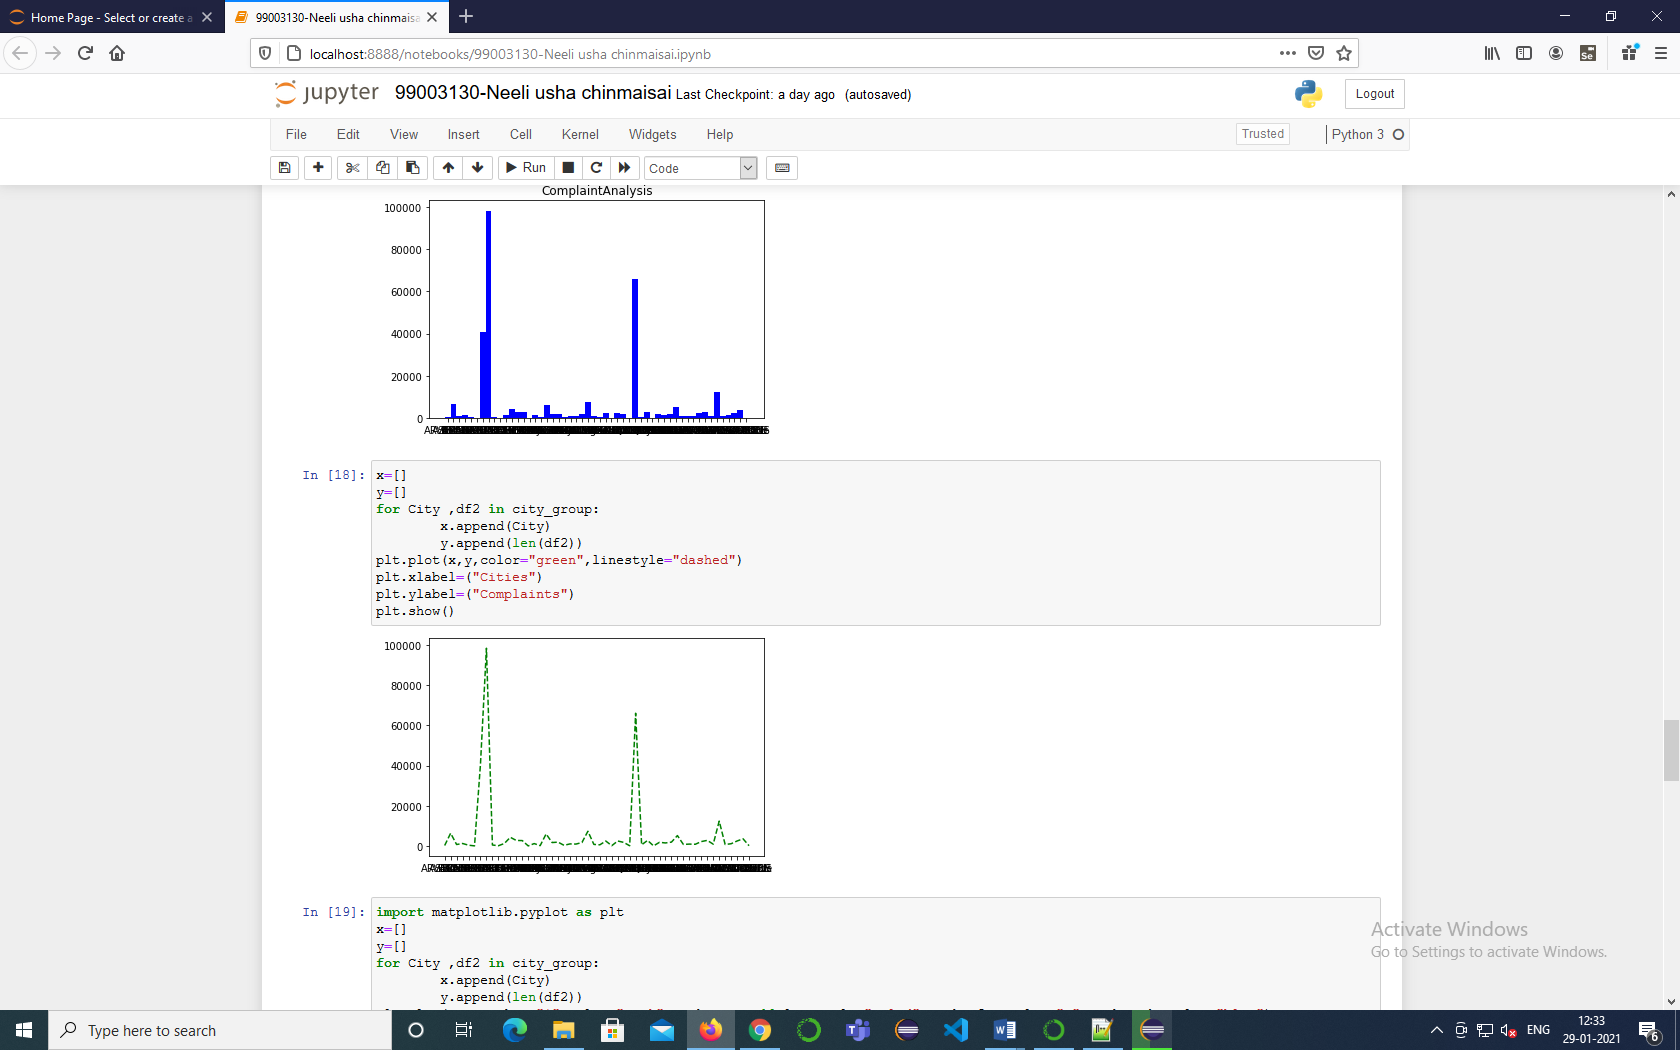 Home Page - Select or create a
99003130-Neeli usha chinmaisa
localhost:8888/notebooks/99003130-Neeli usha chinmaisai.ipynb
Se
jupyter 99003130-Neeli usha chinmaisai Last Checkpoint: a day ago (autosaved)
Logout
File Edit View Insert Cell Kernel Widgets Help
Trusted
Python 3
Run
Code
ComplaintAnalysis
100000
80000
60000
40000
20000
0
In [18]:
x=[]
y=[]
for City ,df2 in city_group:
        x.append(City)
        y.append(len(df2))
plt.plot(x,y,color="green",linestyle="dashed")
plt.xlabel=("Cities")
plt.ylabel=("Complaints")
plt.show()
100000
80000
60000
40000
20000
0
In [19]:
import matplotlib.pyplot as plt
x=[]
y=[]
for City ,df2 in city_group:
        x.append(City)
        y.append(len(df2))
Activate Windows
Go to Settings to activate Windows.
Type here to search
ENG
12:33
29-01-2021
6